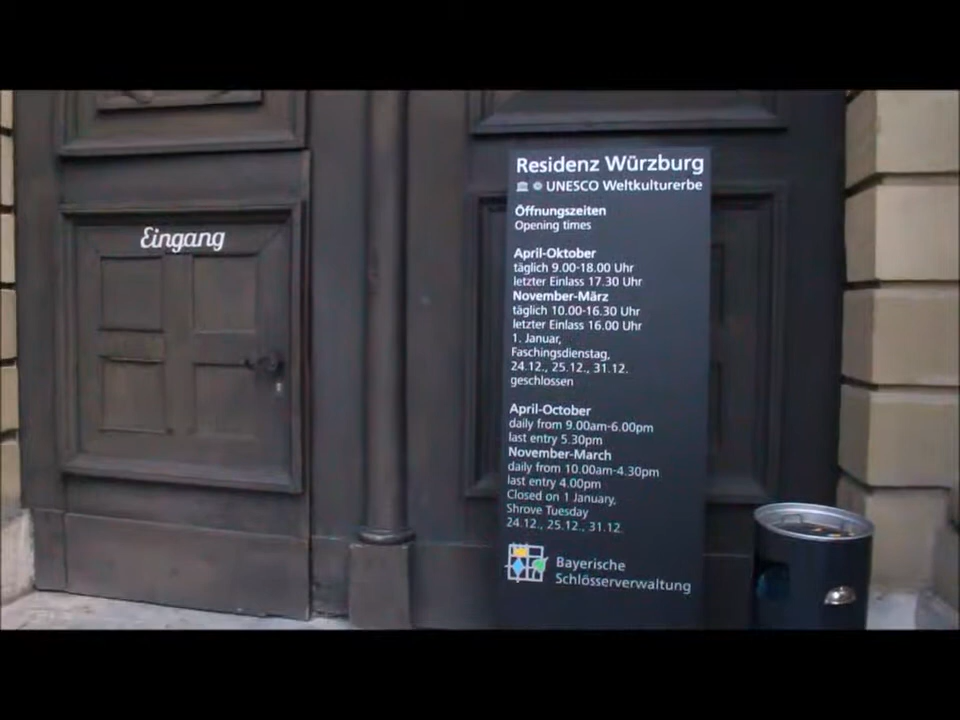 Eingang
Residenz Würzburg
UNESCO Weltkulturerbe
Öffnungszeiten
Opening times
April-Oktober
täglich 9.00-18.00 Uhr
letzter Einlass 17.30 Uhr
November-März
täglich 10.00-16.30 Uhr
letzter Einlass 16.00 Uhr
1. Januar,
Faschingsdienstag,
24.12., 25.12., 31.12.
geschlossen
April-October
daily from 9.00am-6.00pm
last entry 5.30pm
November-March
daily from 10.00am-4.30pm
last entry 4.00pm
Closed on 1 January,
Shrove Tuesday
24.12., 25.12., 31.12.
Bayerische
Schlösserverwaltung